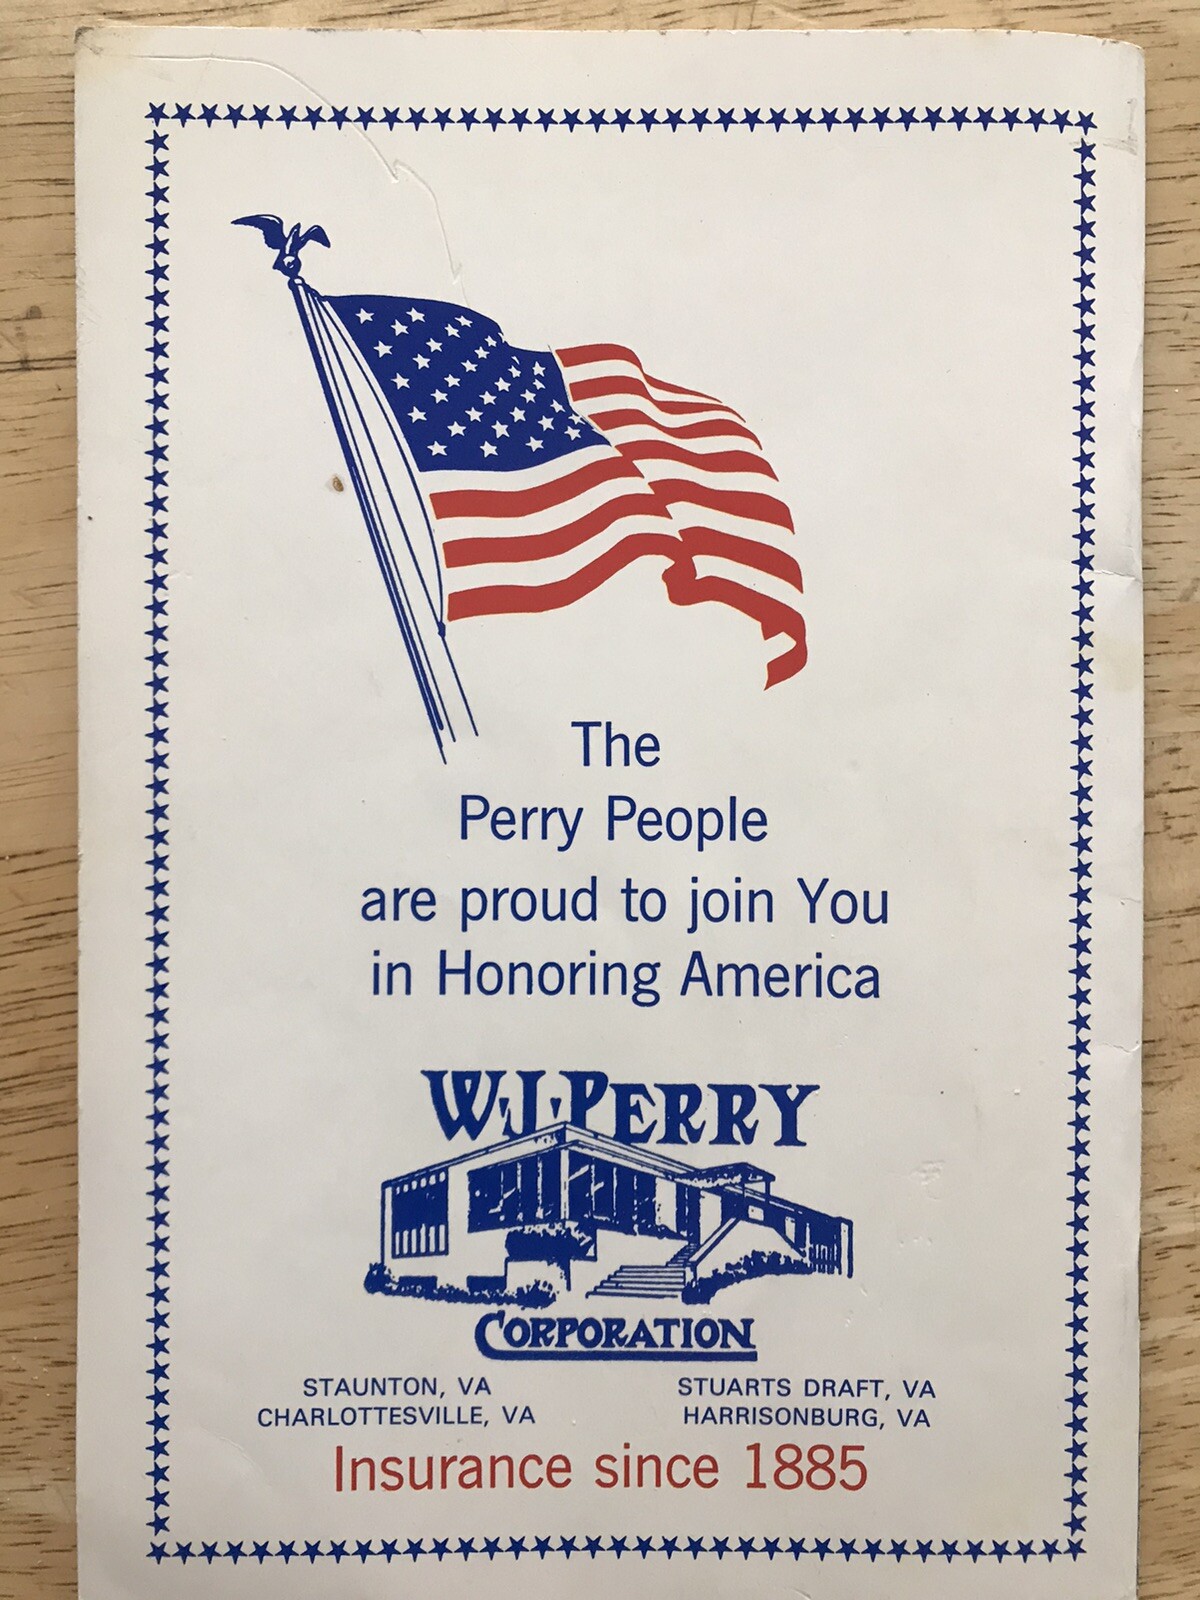 The
Perry People
are proud to join You
in Honoring America
W.J. PERRY
CORPORATION
STAUNTON, VA
CHARLOTTESVILLE, VA
STUARTS DRAFT, VA
HARRISONBURG, VA
Insurance since 1885